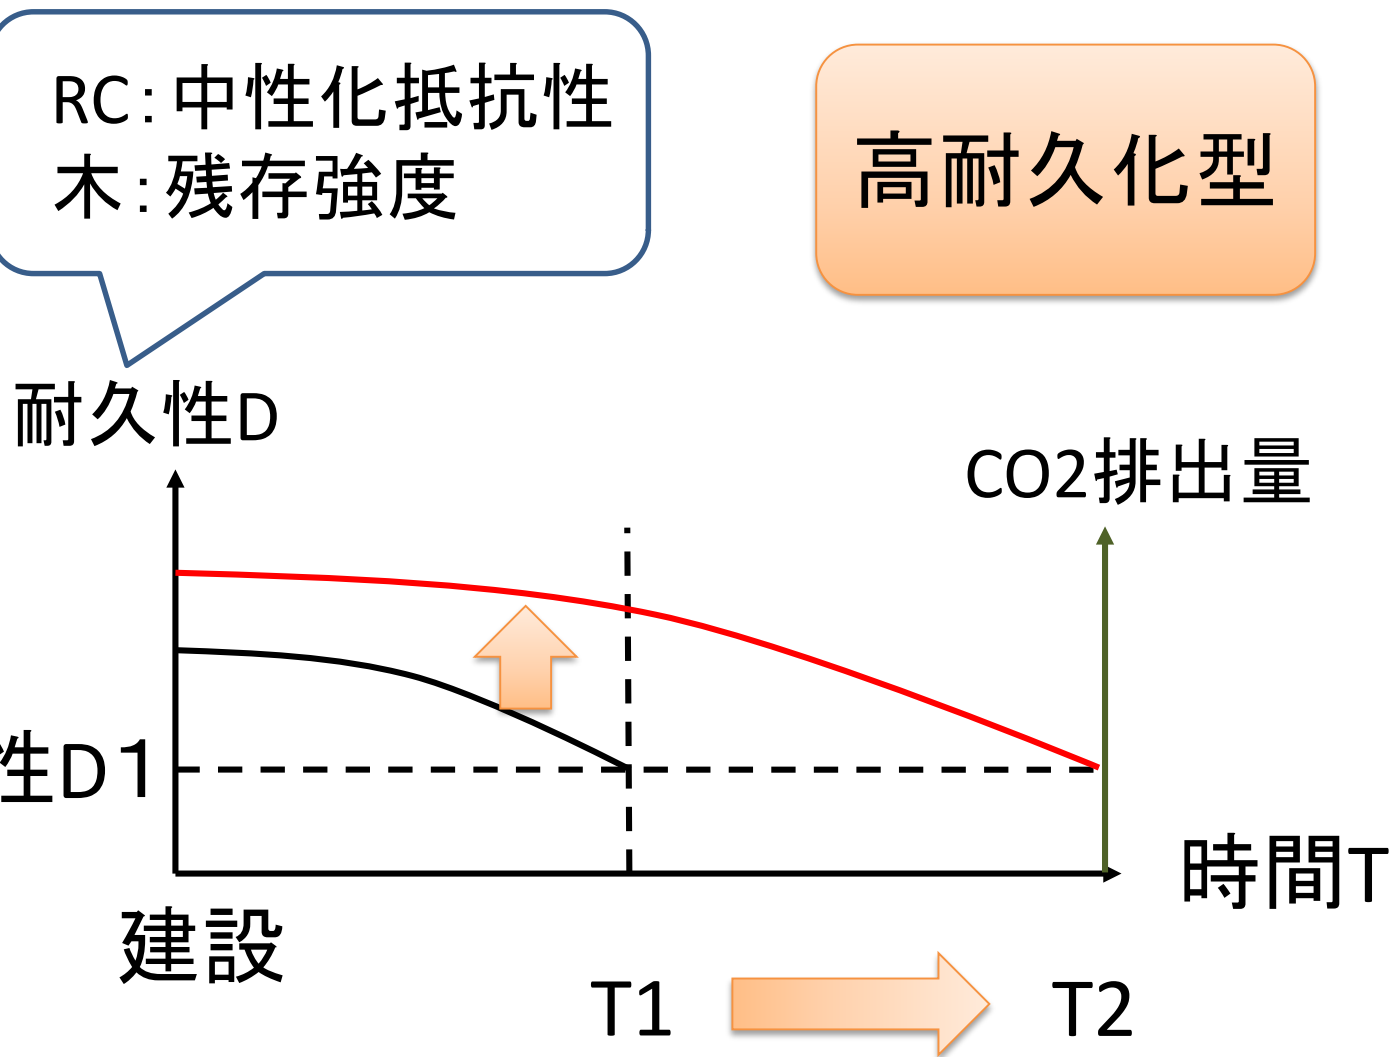 RC：中性化抵抗性
木：残存強度
高耐久化型
耐久性D
CO2排出量
性D1
時間T
建設
T1
T2